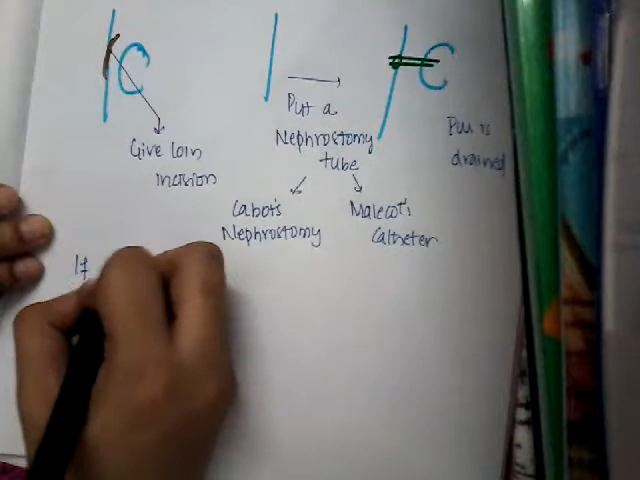 Give loin
incision
Put a
Nephrostomy
tube
Cabot's
Nephrostomy
Malecot's
Catheter
Pus is
drained
If